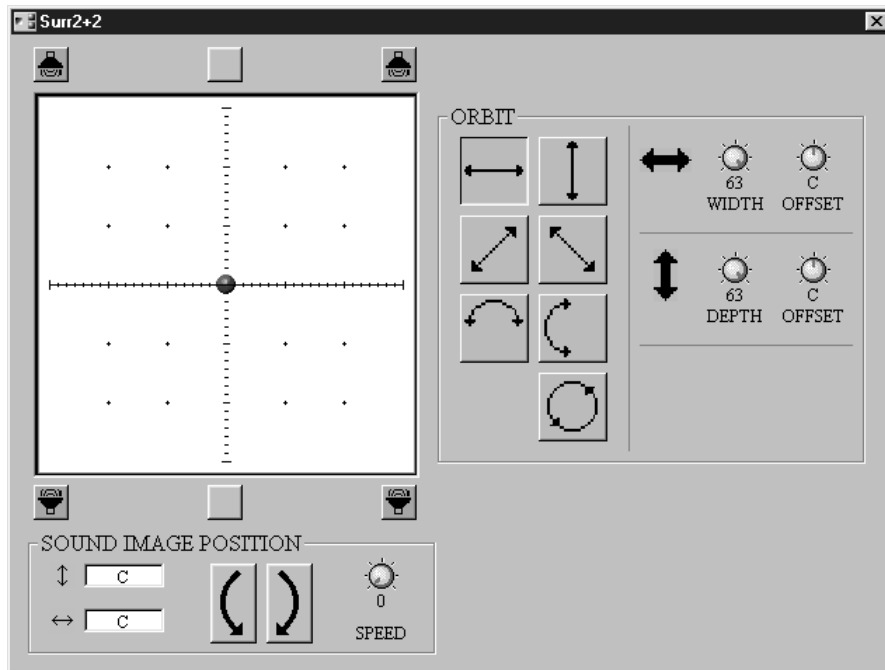 Surr2+2
ORBIT
63 C
WIDTH OFFSET
63 C
DEPTH OFFSET
SOUND IMAGE POSITION
C
C
0
SPEED